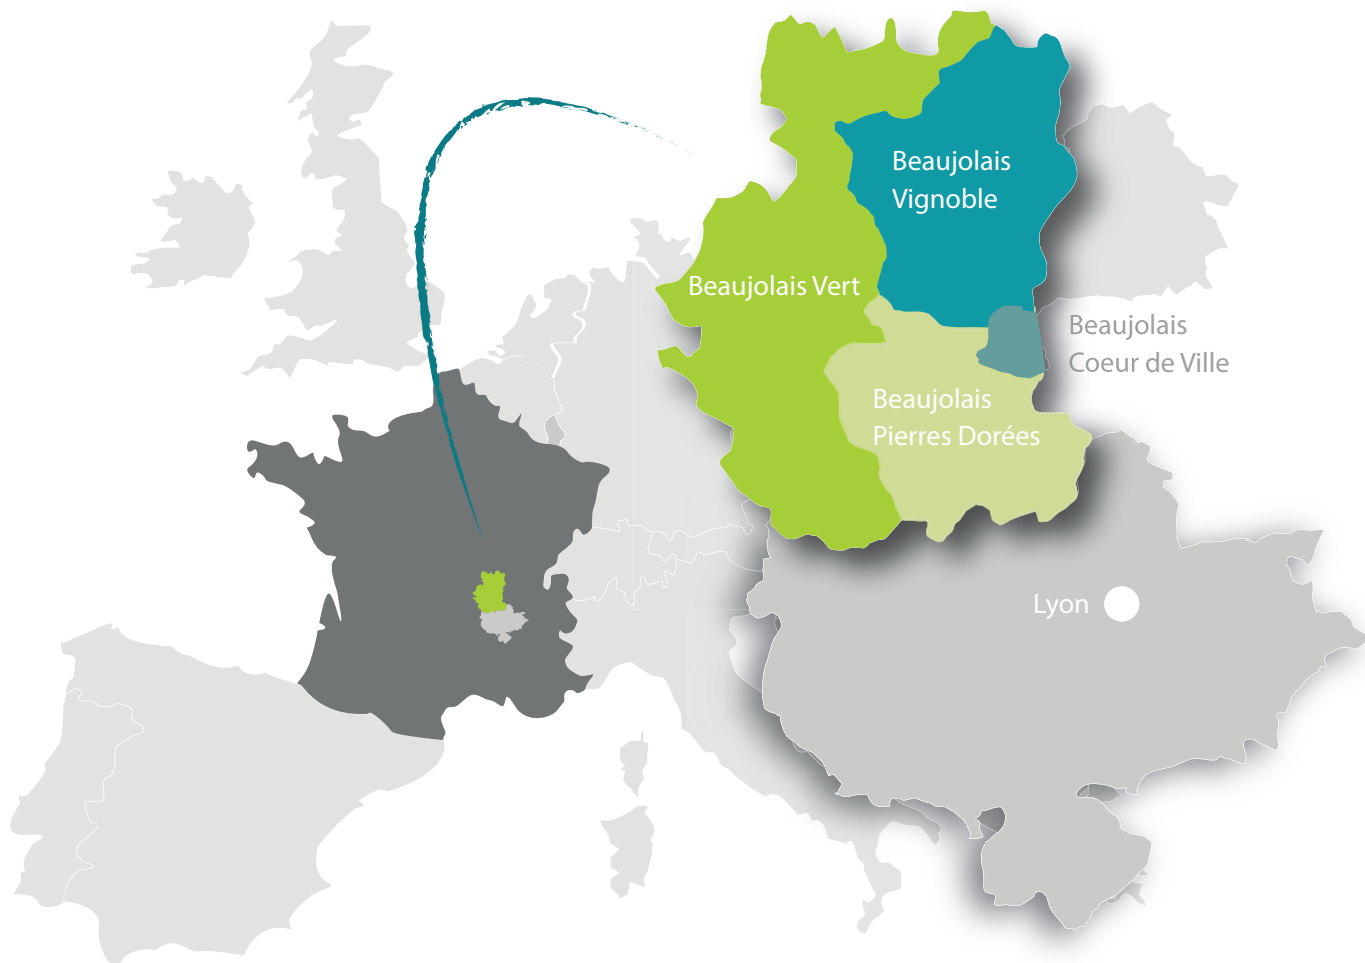 Beaujolais
Vignoble
Beaujolais Vert
Beaujolais
Coeur de Ville
Beaujolais
Pierres Dorées
Lyon